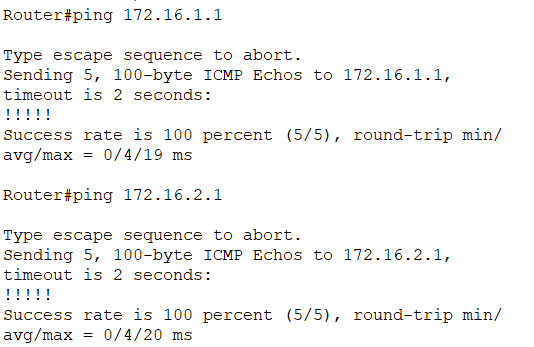 Router#ping 172.16.1.1
Type escape sequence to abort.
Sending 5, 100-byte ICMP Echos to 172.16.1.1,
timeout is 2 seconds:
!!!!!
Success rate is 100 percent (5/5), round-trip min/
avg/max = 0/4/19 ms
Router#ping 172.16.2.1
Type escape sequence to abort.
Sending 5, 100-byte ICMP Echos to 172.16.2.1,
timeout is 2 seconds:
!!!!!
Success rate is 100 percent (5/5), round-trip min/
avg/max = 0/4/20 ms